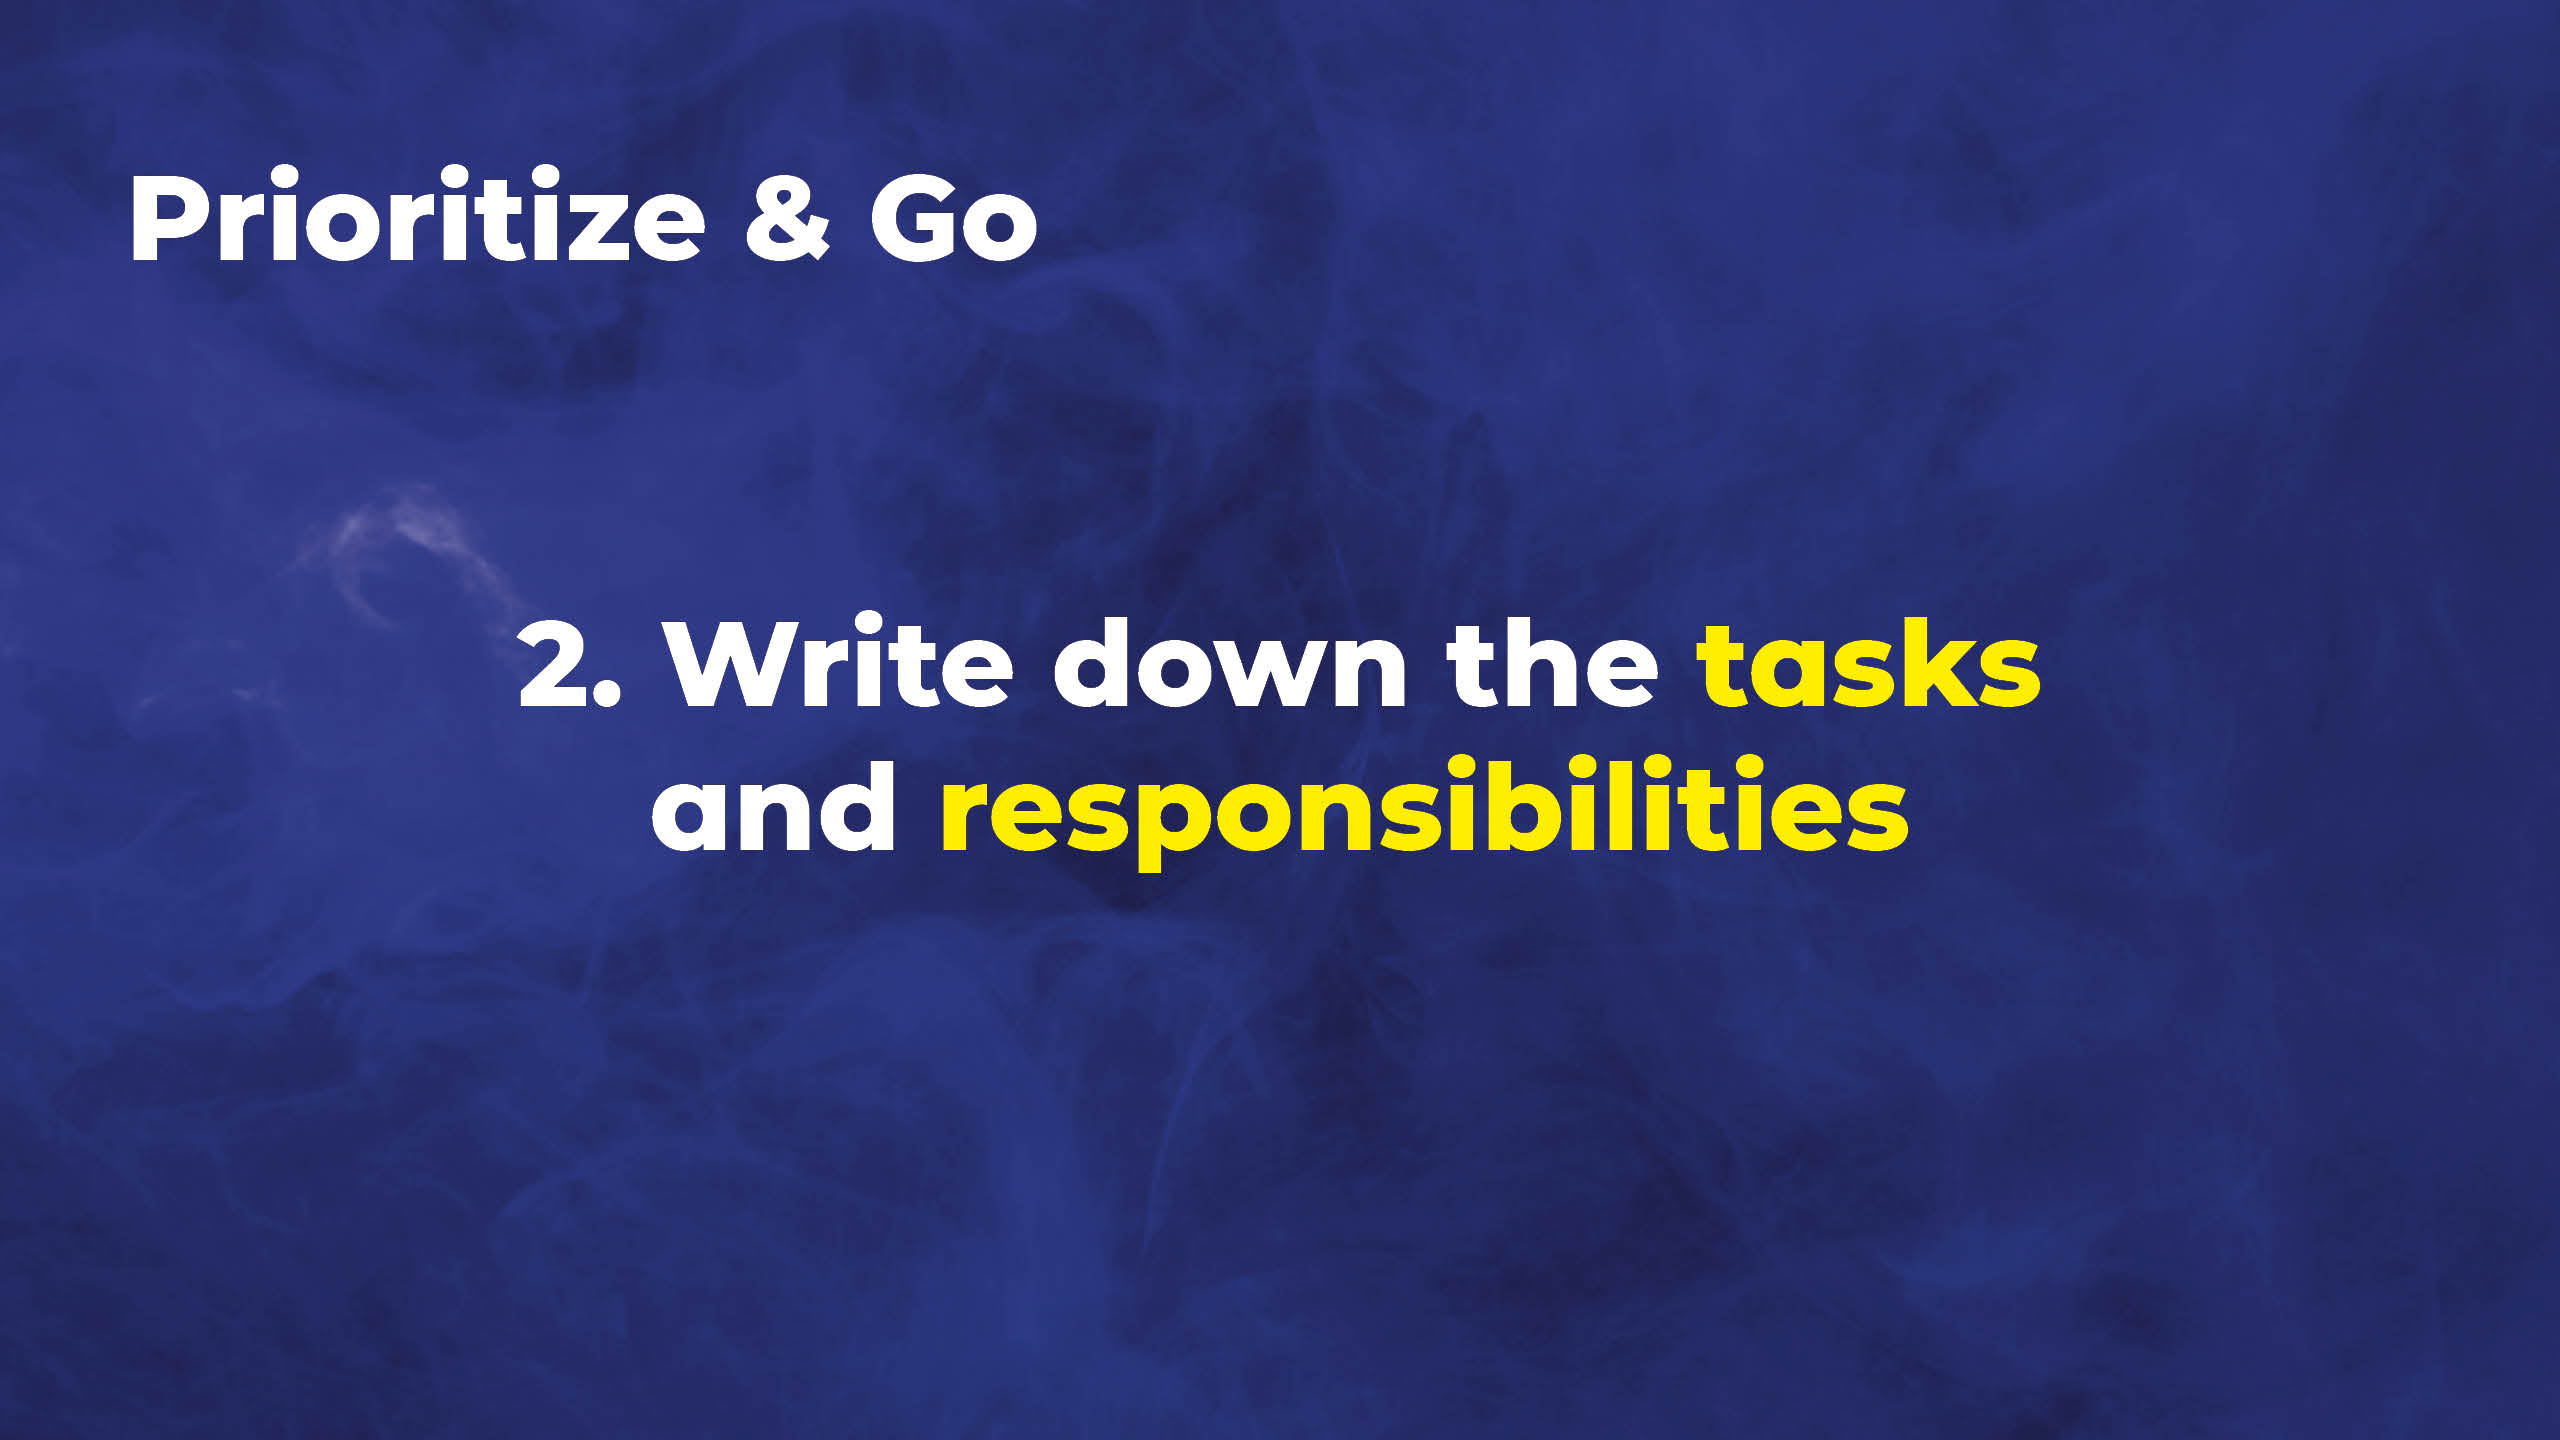 Prioritize & Go
2. Write down the tasks
and responsibilities